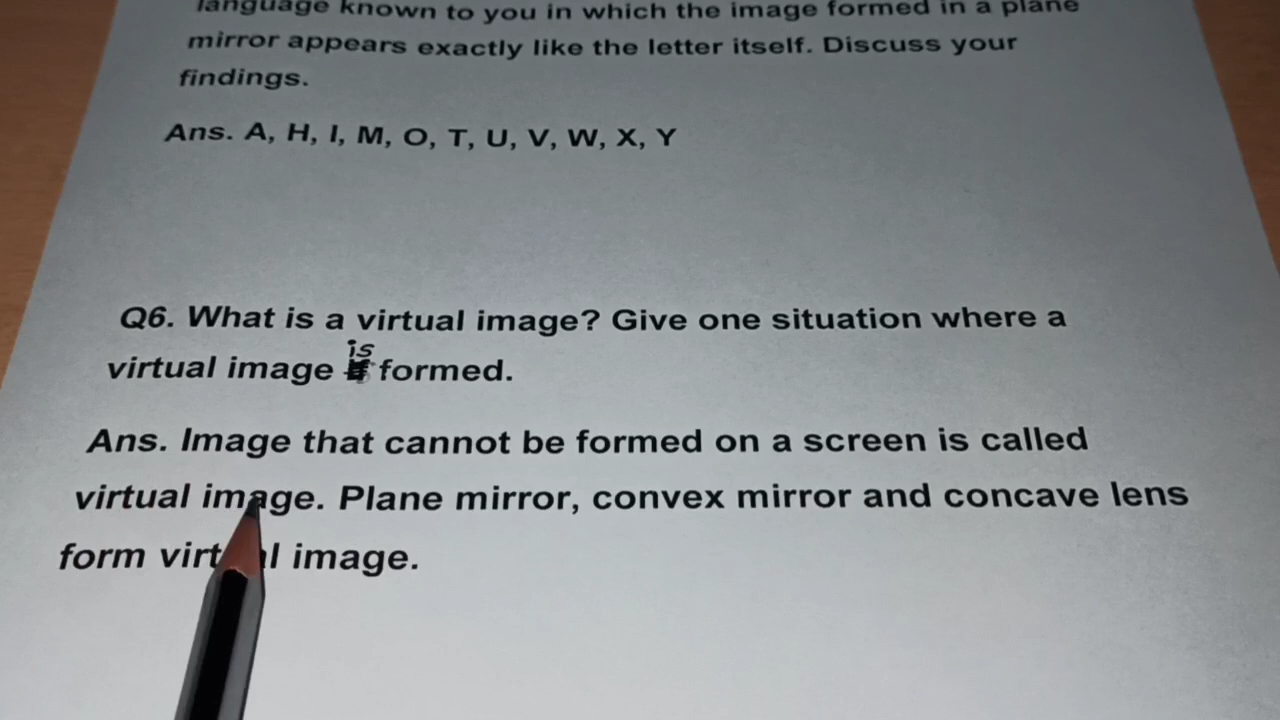 language known to you in which the image formed in a plane
mirror appears exactly like the letter itself. Discuss your
findings.
Ans. A, H, I, M, O, T, U, V, W, X, Y
Q6. What is a virtual image? Give one situation where a
virtual image is formed.
Ans. Image that cannot be formed on a screen is called
virtual image. Plane mirror, convex mirror and concave lens
form virtual image.